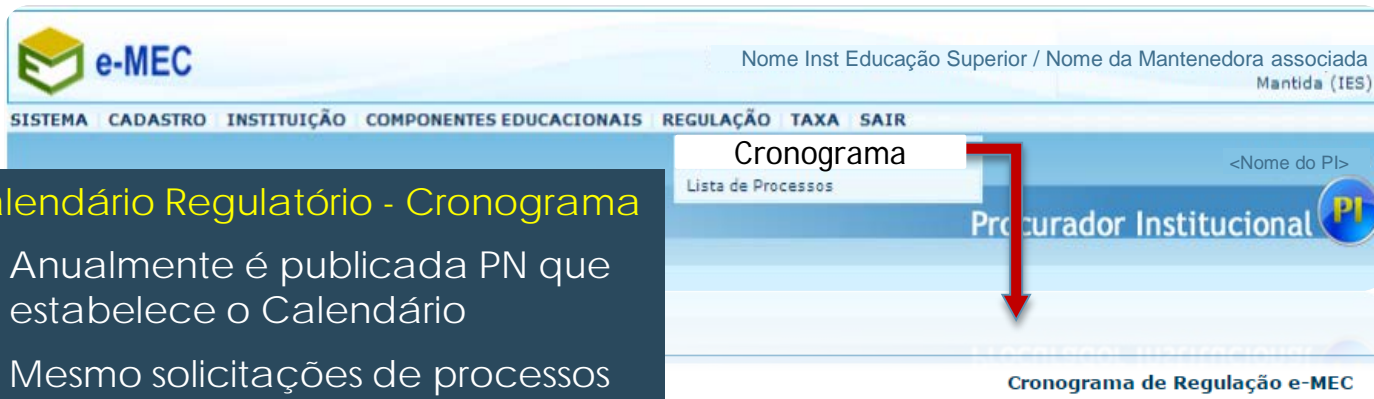 e-MEC
Nome Inst Educação Superior / Nome da Mantenedora associada
Mantida (IES)
SISTEMA CADASTRO INSTITUIÇÃO COMPONENTES EDUCACIONAIS REGULAÇÃO TAXA SAIR
Cronograma
Lista de Processos
<Nome do PI>
Procurador Institucional PI
alendário Regulatório - Cronograma
Anualmente é publicada PN que
estabelece o Calendário
Mesmo solicitações de processos
Cronograma de Regulação e-MEC